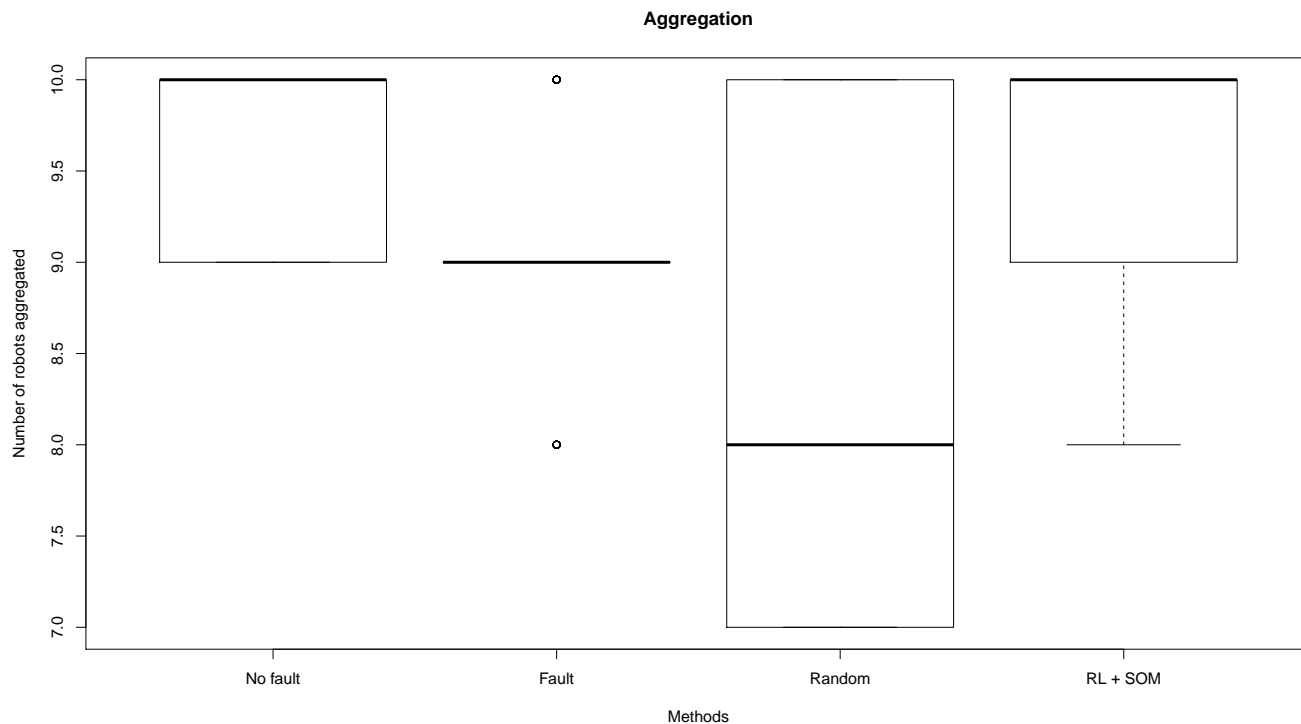 Aggregation
Number of robots aggregated
10.0
9.5
9.0
8.5
8.0
7.5
7.0
No fault Fault Random RL + SOM
Methods